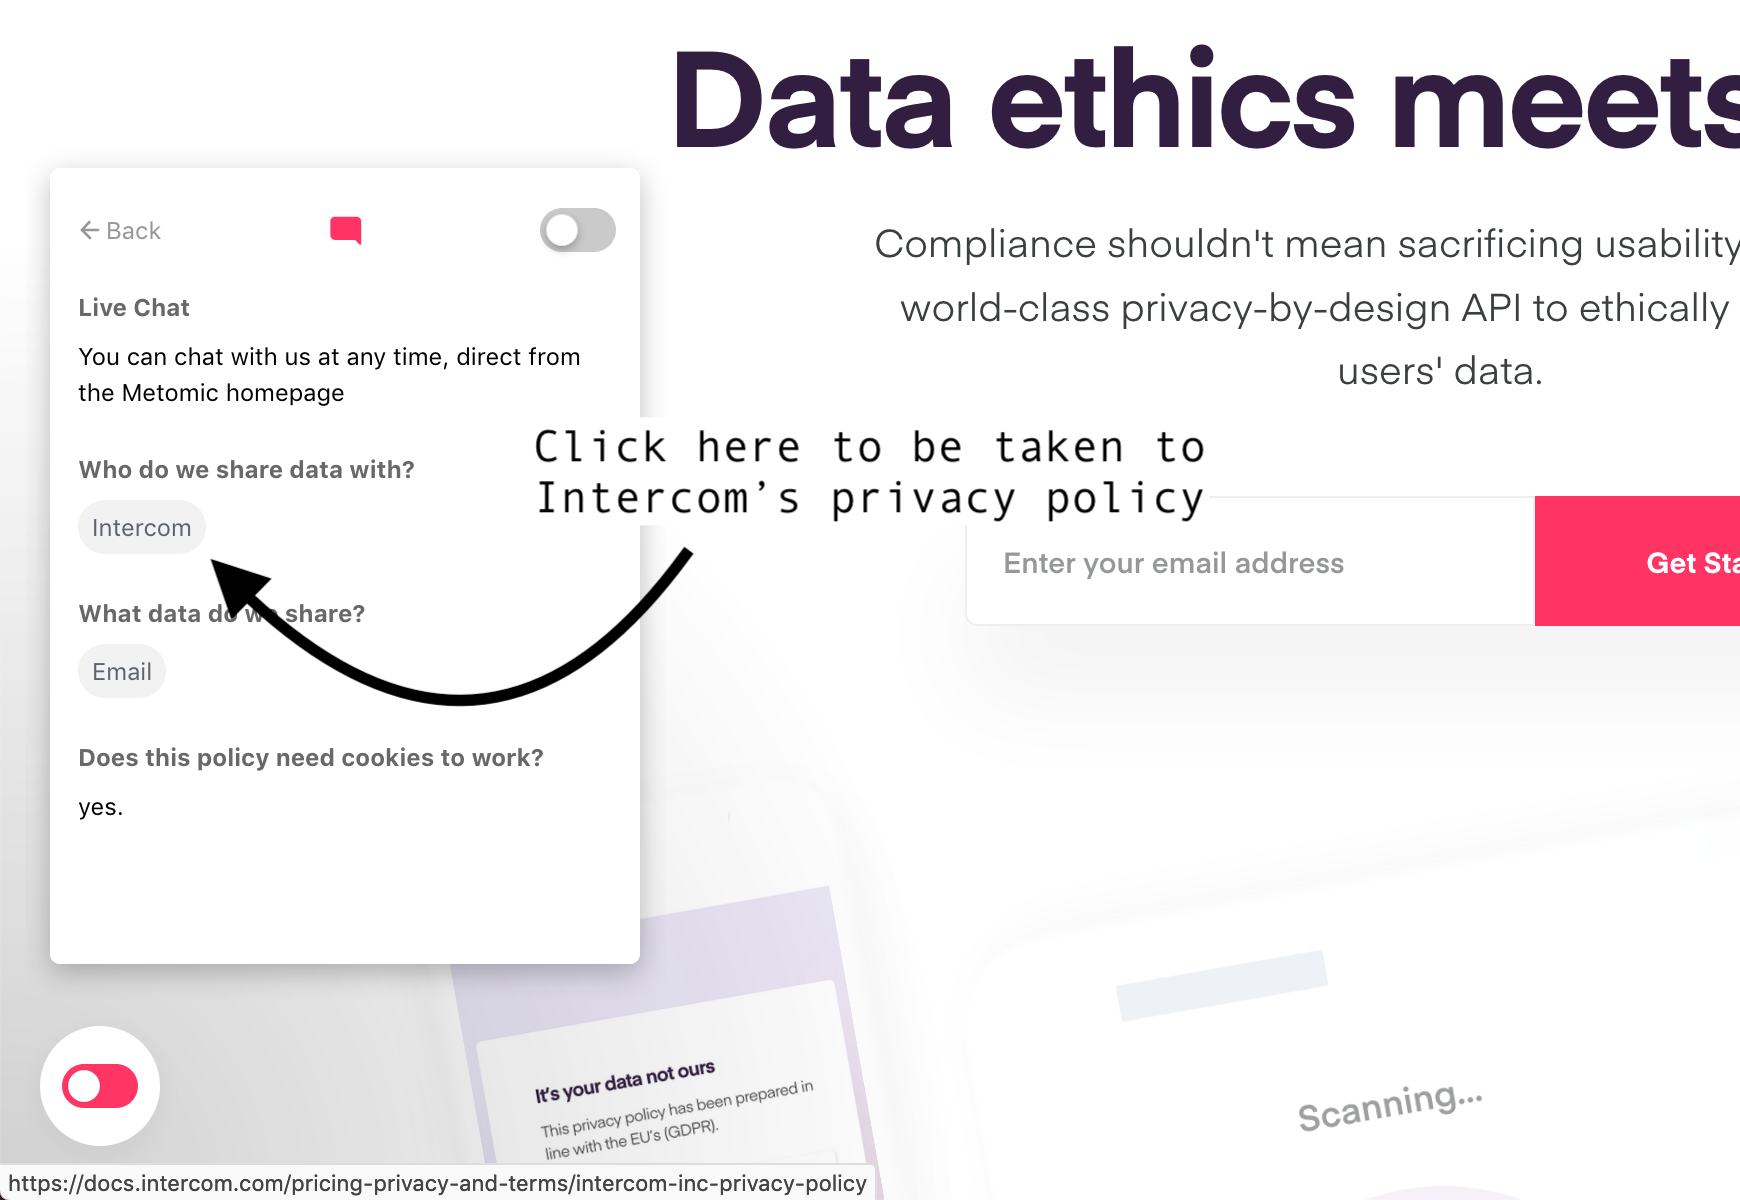 Data ethics meets
Compliance shouldn't mean sacrificing usability
world-class privacy-by-design API to ethically
users' data.
← Back
Live Chat
You can chat with us at any time, direct from
the Metomic homepage
Who do we share data with?
Intercom
What data do we share?
Email
Does this policy need cookies to work?
yes.
Click here to be taken to
Intercom’s privacy policy
Enter your email address
Get Sta
It's your data not ours
This privacy policy has been prepared in
line with the EU's (GDPR).
Scanning...
https://docs.intercom.com/pricing-privacy-and-terms/intercom-inc-privacy-policy